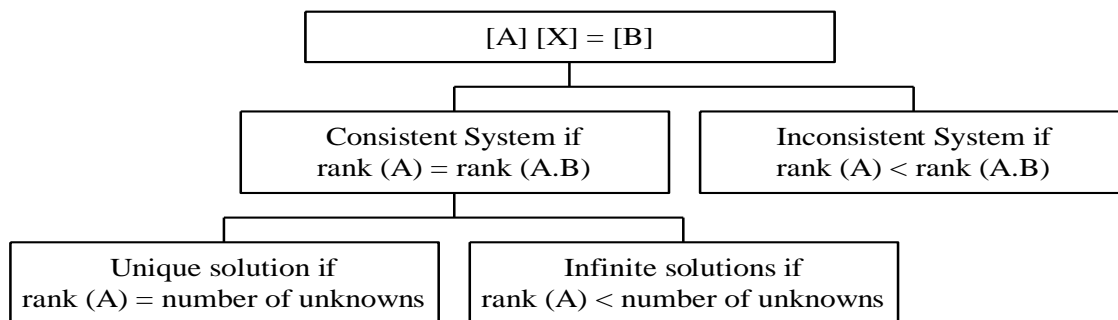 [A] [X] = [B]
Consistent System if
rank (A) = rank (A.B)
Inconsistent System if
rank (A) < rank (A.B)
Unique solution if
rank (A) = number of unknowns
Infinite solutions if
rank (A) < number of unknowns